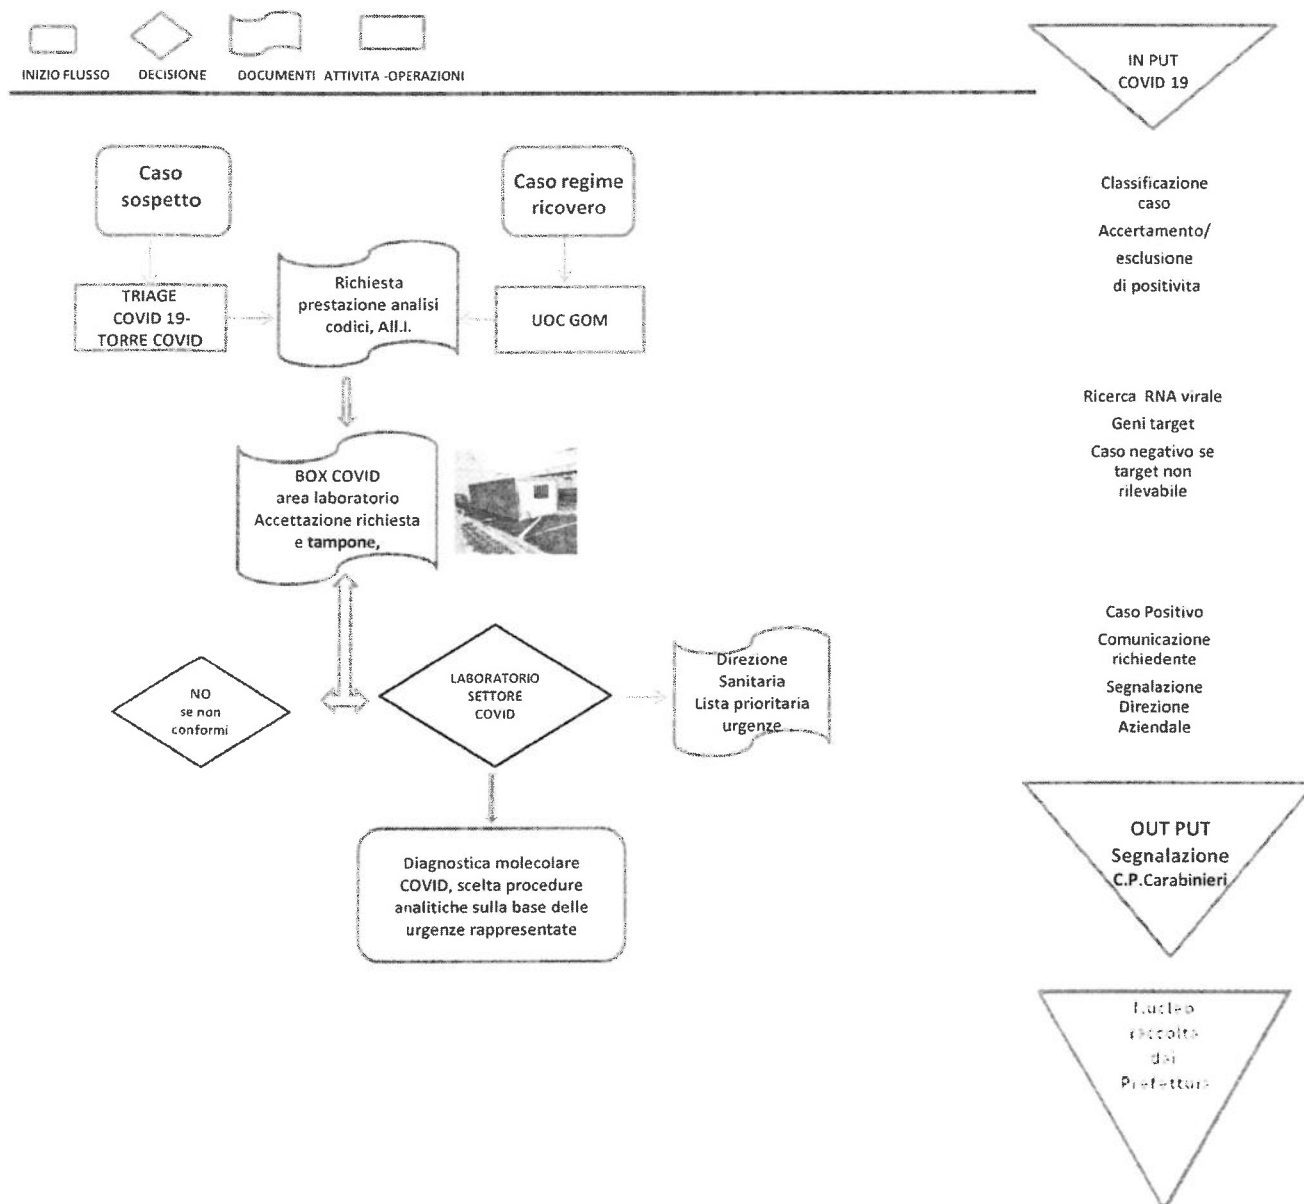 INIZIO FLUSSO
DECISIONE
DOCUMENTI
ATTIVITA -OPERAZIONI
IN PUT
COVID 19
Caso
sospetto
Caso regime
ricovero
Classificazione
caso
Accertamento/
esclusione
di positivita
TRIAGE
COVID 19-
TORRE COVID
Richiesta
prestazione analisi
codici, All.I.
UOC GOM
Ricerca RNA virale
Geni target
Caso negativo se
target non
rilevabile
BOX COVID
area laboratorio
Accettazione richiesta
e tampone,
Caso Positivo
Comunicazione
richiedente
Segnalazione
Direzione
Aziendale
NO
se non
conformi
LABORATORIO
SETTORE
COVID
Direzione
Sanitaria
Lista prioritaria
urgenze
Diagnostica molecolare
COVID, scelta procedure
analitiche sulla base delle
urgenze rappresentate
OUT PUT
Segnalazione
C.P.Carabinieri
Nucleo
raccolta
dai
Prefettura